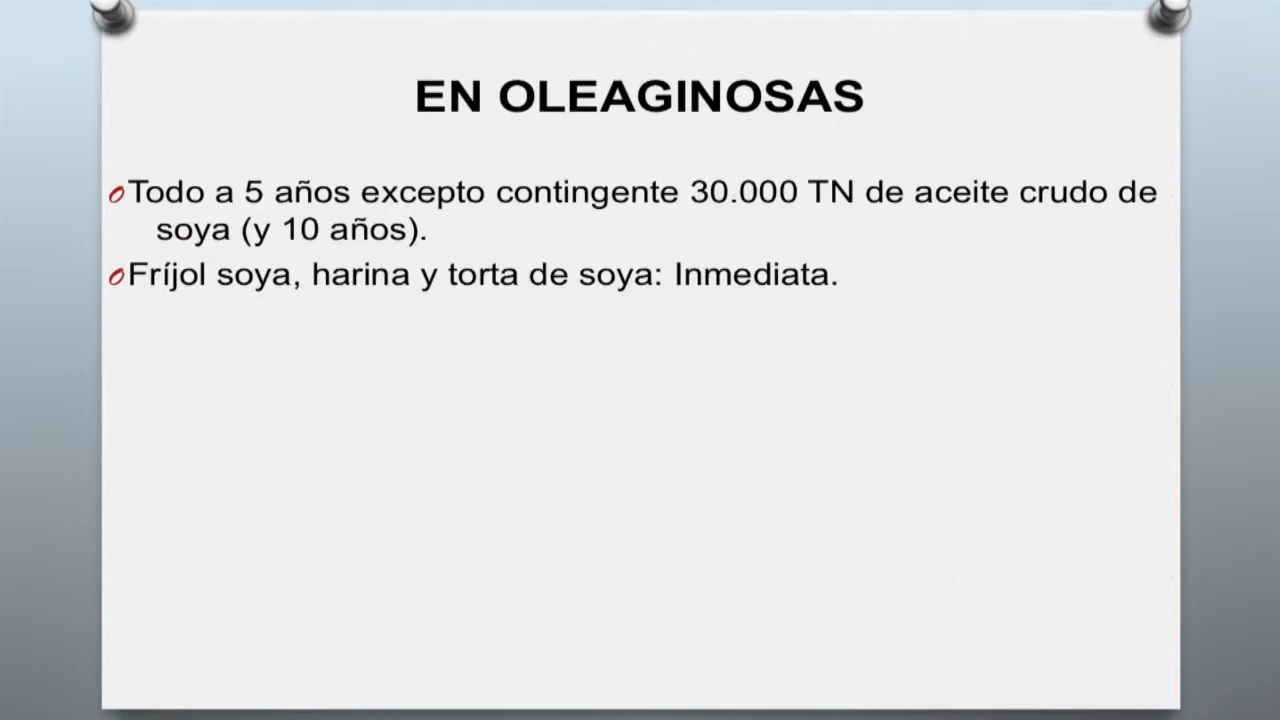 EN OLEAGINOSAS
Todo a 5 años excepto contingente 30.000 TN de aceite crudo de
soya (y 10 años).
Fríjol soya, harina y torta de soya: Inmediata.